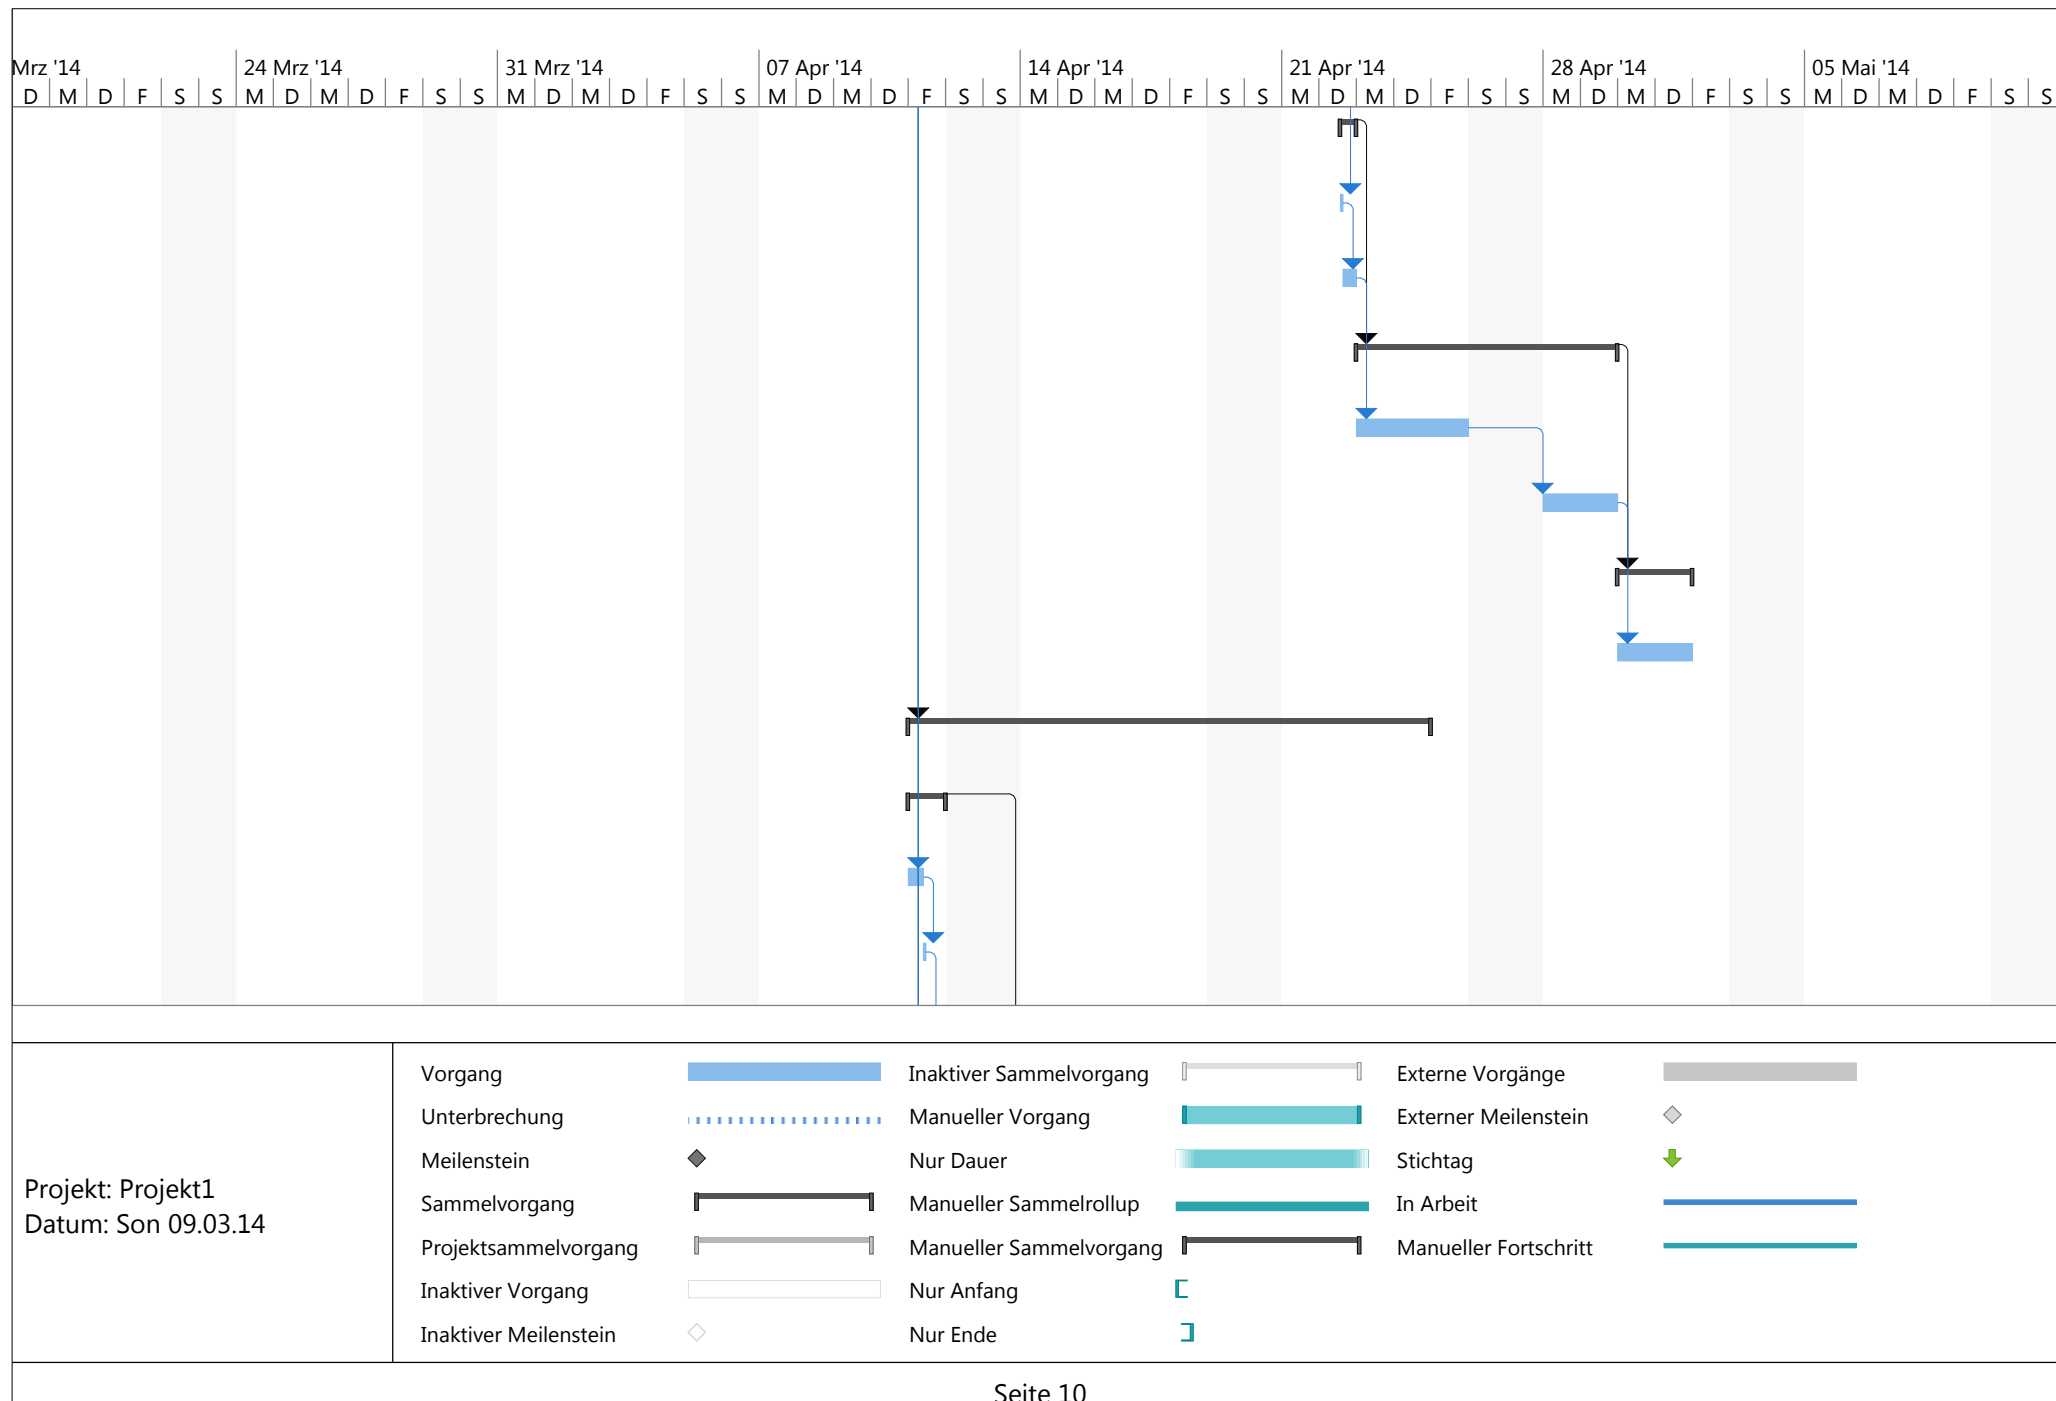 Mrz '14 24 Mrz '14 31 Mrz '14 07 Apr '14 14 Apr '14 21 Apr '14 28 Apr '14 05 Mai '14
D M D F S S M D M D F S S M D M D F S S M D M D F S S M D M D F S S M D M D F S S M D M D F S S M D M D F S S
Projekt: Projekt1
Datum: Son 09.03.14
Vorgang
Unterbrechung
Meilenstein
Sammelvorgang
Projektsammelvorgang
Inaktiver Vorgang
Inaktiver Meilenstein
Inaktiver Sammelvorgang
Manueller Vorgang
Nur Dauer
Manueller Sammelrollup
Manueller Sammelvorgang
Nur Anfang
Nur Ende
Externe Vorgänge
Externer Meilenstein
Stichtag
In Arbeit
Manueller Fortschritt
Seite 10